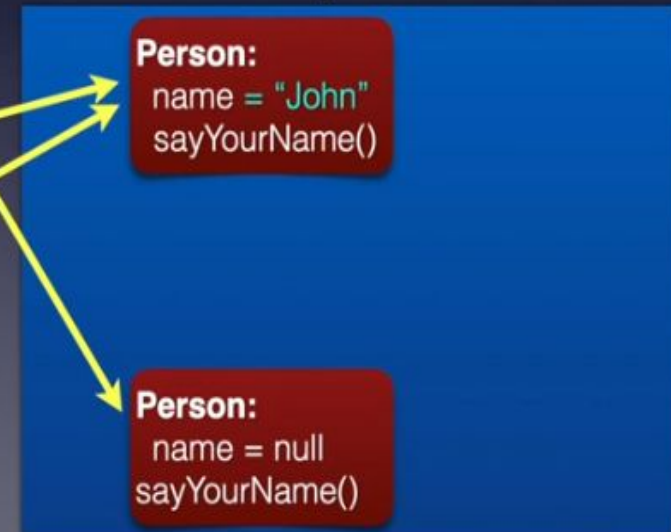 Person:
name = “John”
sayYourName()
Person:
name = null
sayYourName()